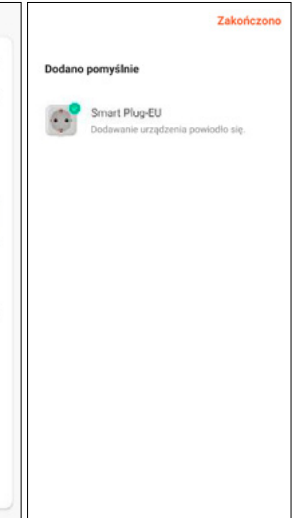 Zakończono
Dodano pomyślnie
Smart Plug-EU
Dodawanie urządzenia powiodło się.